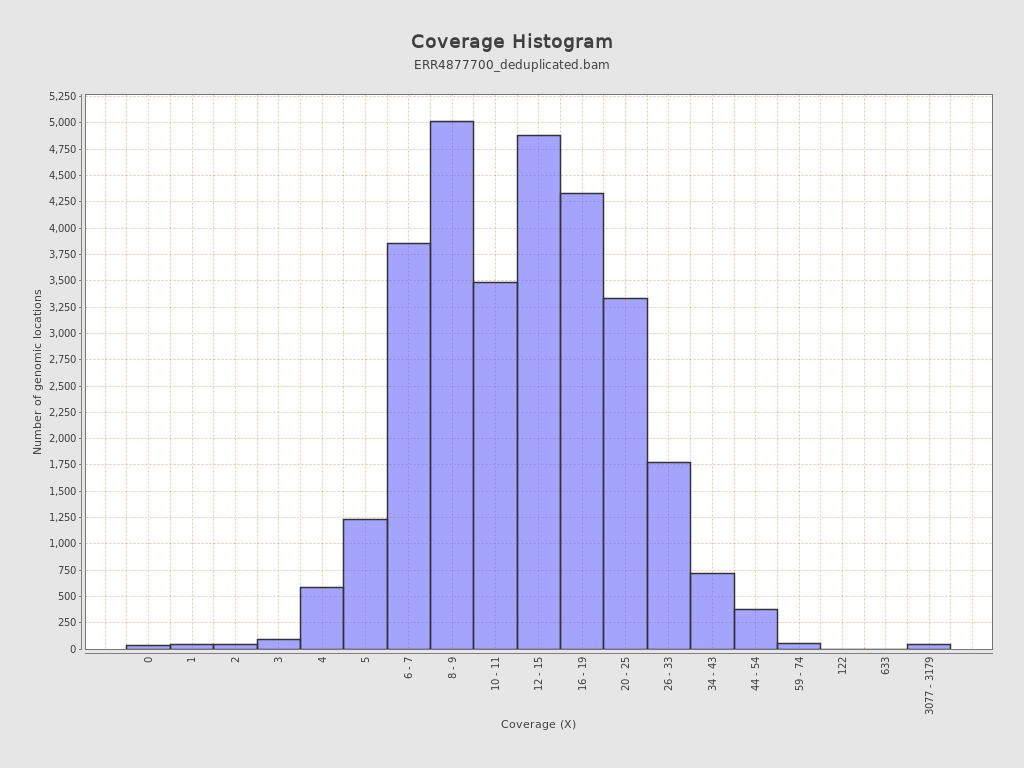 Coverage Histogram
ERR4877700_deduplicated.bam
Number of genomic locations
5,250
5,000
4,750
4,500
4,250
4,000
3,750
3,500
3,250
3,000
2,750
2,500
2,250
2,000
1,750
1,500
1,250
1,000
750
500
250
0
0
1
2
3
4
5
6 - 7
8 - 9
10 - 11
12 - 15
16 - 19
20 - 25
26 - 33
34 - 43
44 - 54
59 - 74
122
633
3077 - 3179
Coverage (X)